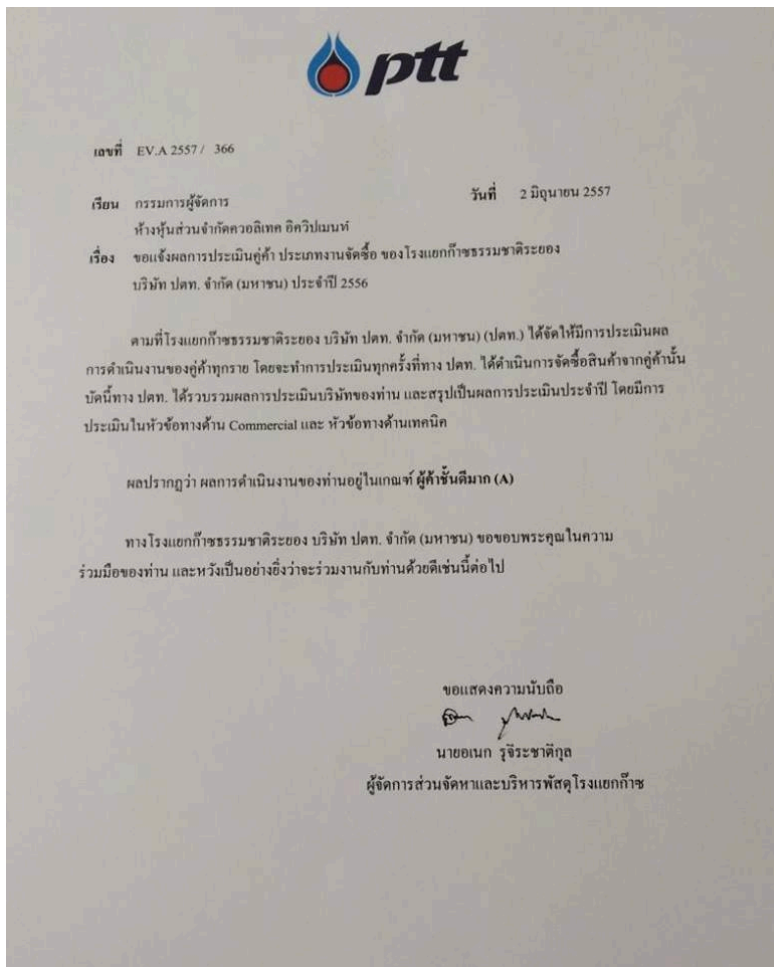 ptt
เลขที่ EV.A 2557 / 366
เรียน กรรมการผู้จัดการ วันที่ 2 มิถุนายน 2557
ห้างหุ้นส่วนจำกัดควอลิเทค อิควิปเมนท์
เรื่อง ขอแจ้งผลการประเมินคู่ค้า ประเภทงานจัดซื้อ ของโรงแยกก๊าซธรรมชาติระยอง
บริษัท ปตท. จำกัด (มหาชน) ประจำปี 2556
ตามที่โรงแยกก๊าซธรรมชาติระยอง บริษัท ปตท. จำกัด (มหาชน) (ปตท.) ได้จัดให้มีการประเมินผล
การดำเนินงานของคู่ค้าทุกราย โดยจะทำการประเมินทุกครั้งที่ทาง ปตท. ได้ดำเนินการจัดซื้อสินค้าจากคู่ค้านั้น
บัดนี้ทาง ปตท. ได้รวบรวมผลการประเมินบริษัทของท่าน และสรุปเป็นผลการประเมินประจำปี โดยมีการ
ประเมินในหัวข้อทางด้าน Commercial และ หัวข้อทางด้านเทคนิค
ผลปรากฏว่า ผลการดำเนินงานของท่านอยู่ในเกณฑ์ ผู้ค้าชั้นดีมาก (A)
ทางโรงแยกก๊าซธรรมชาติระยอง บริษัท ปตท. จำกัด (มหาชน) ขอขอบพระคุณในความ
ร่วมมือของท่าน และหวังเป็นอย่างยิ่งว่าจะร่วมงานกับท่านด้วยดีเช่นนี้ต่อไป
ขอแสดงความนับถือ
นายอเนก รุจิระชาติกุล
ผู้จัดการส่วนจัดหาและบริหารพัสดุโรงแยกก๊าซ